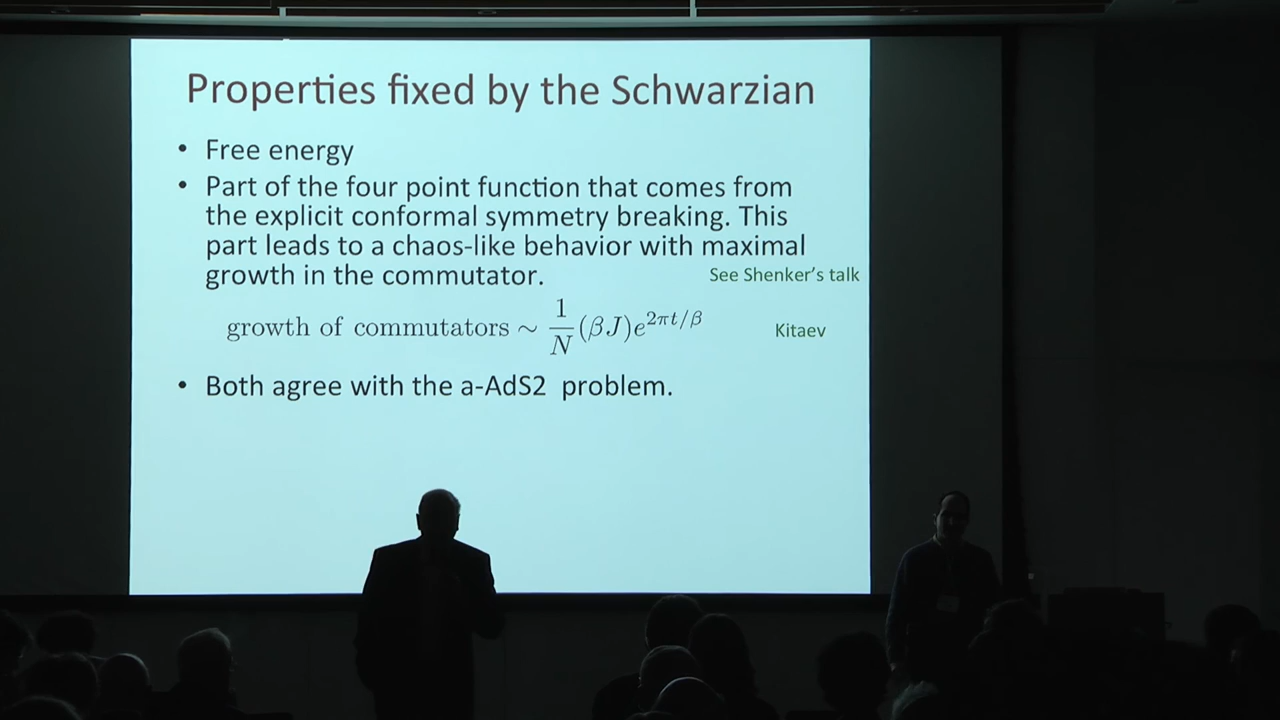 Properties fixed by the Schwarzian
• Free energy
• Part of the four point function that comes from
the explicit conformal symmetry breaking. This
part leads to a chaos-like behavior with maximal
growth in the commutator.
See Shenker's talk
growth of commutators ∼ \frac{1}{N}(βJ)e^{2πt/β}
Kitaev
• Both agree with the a-AdS2 problem.